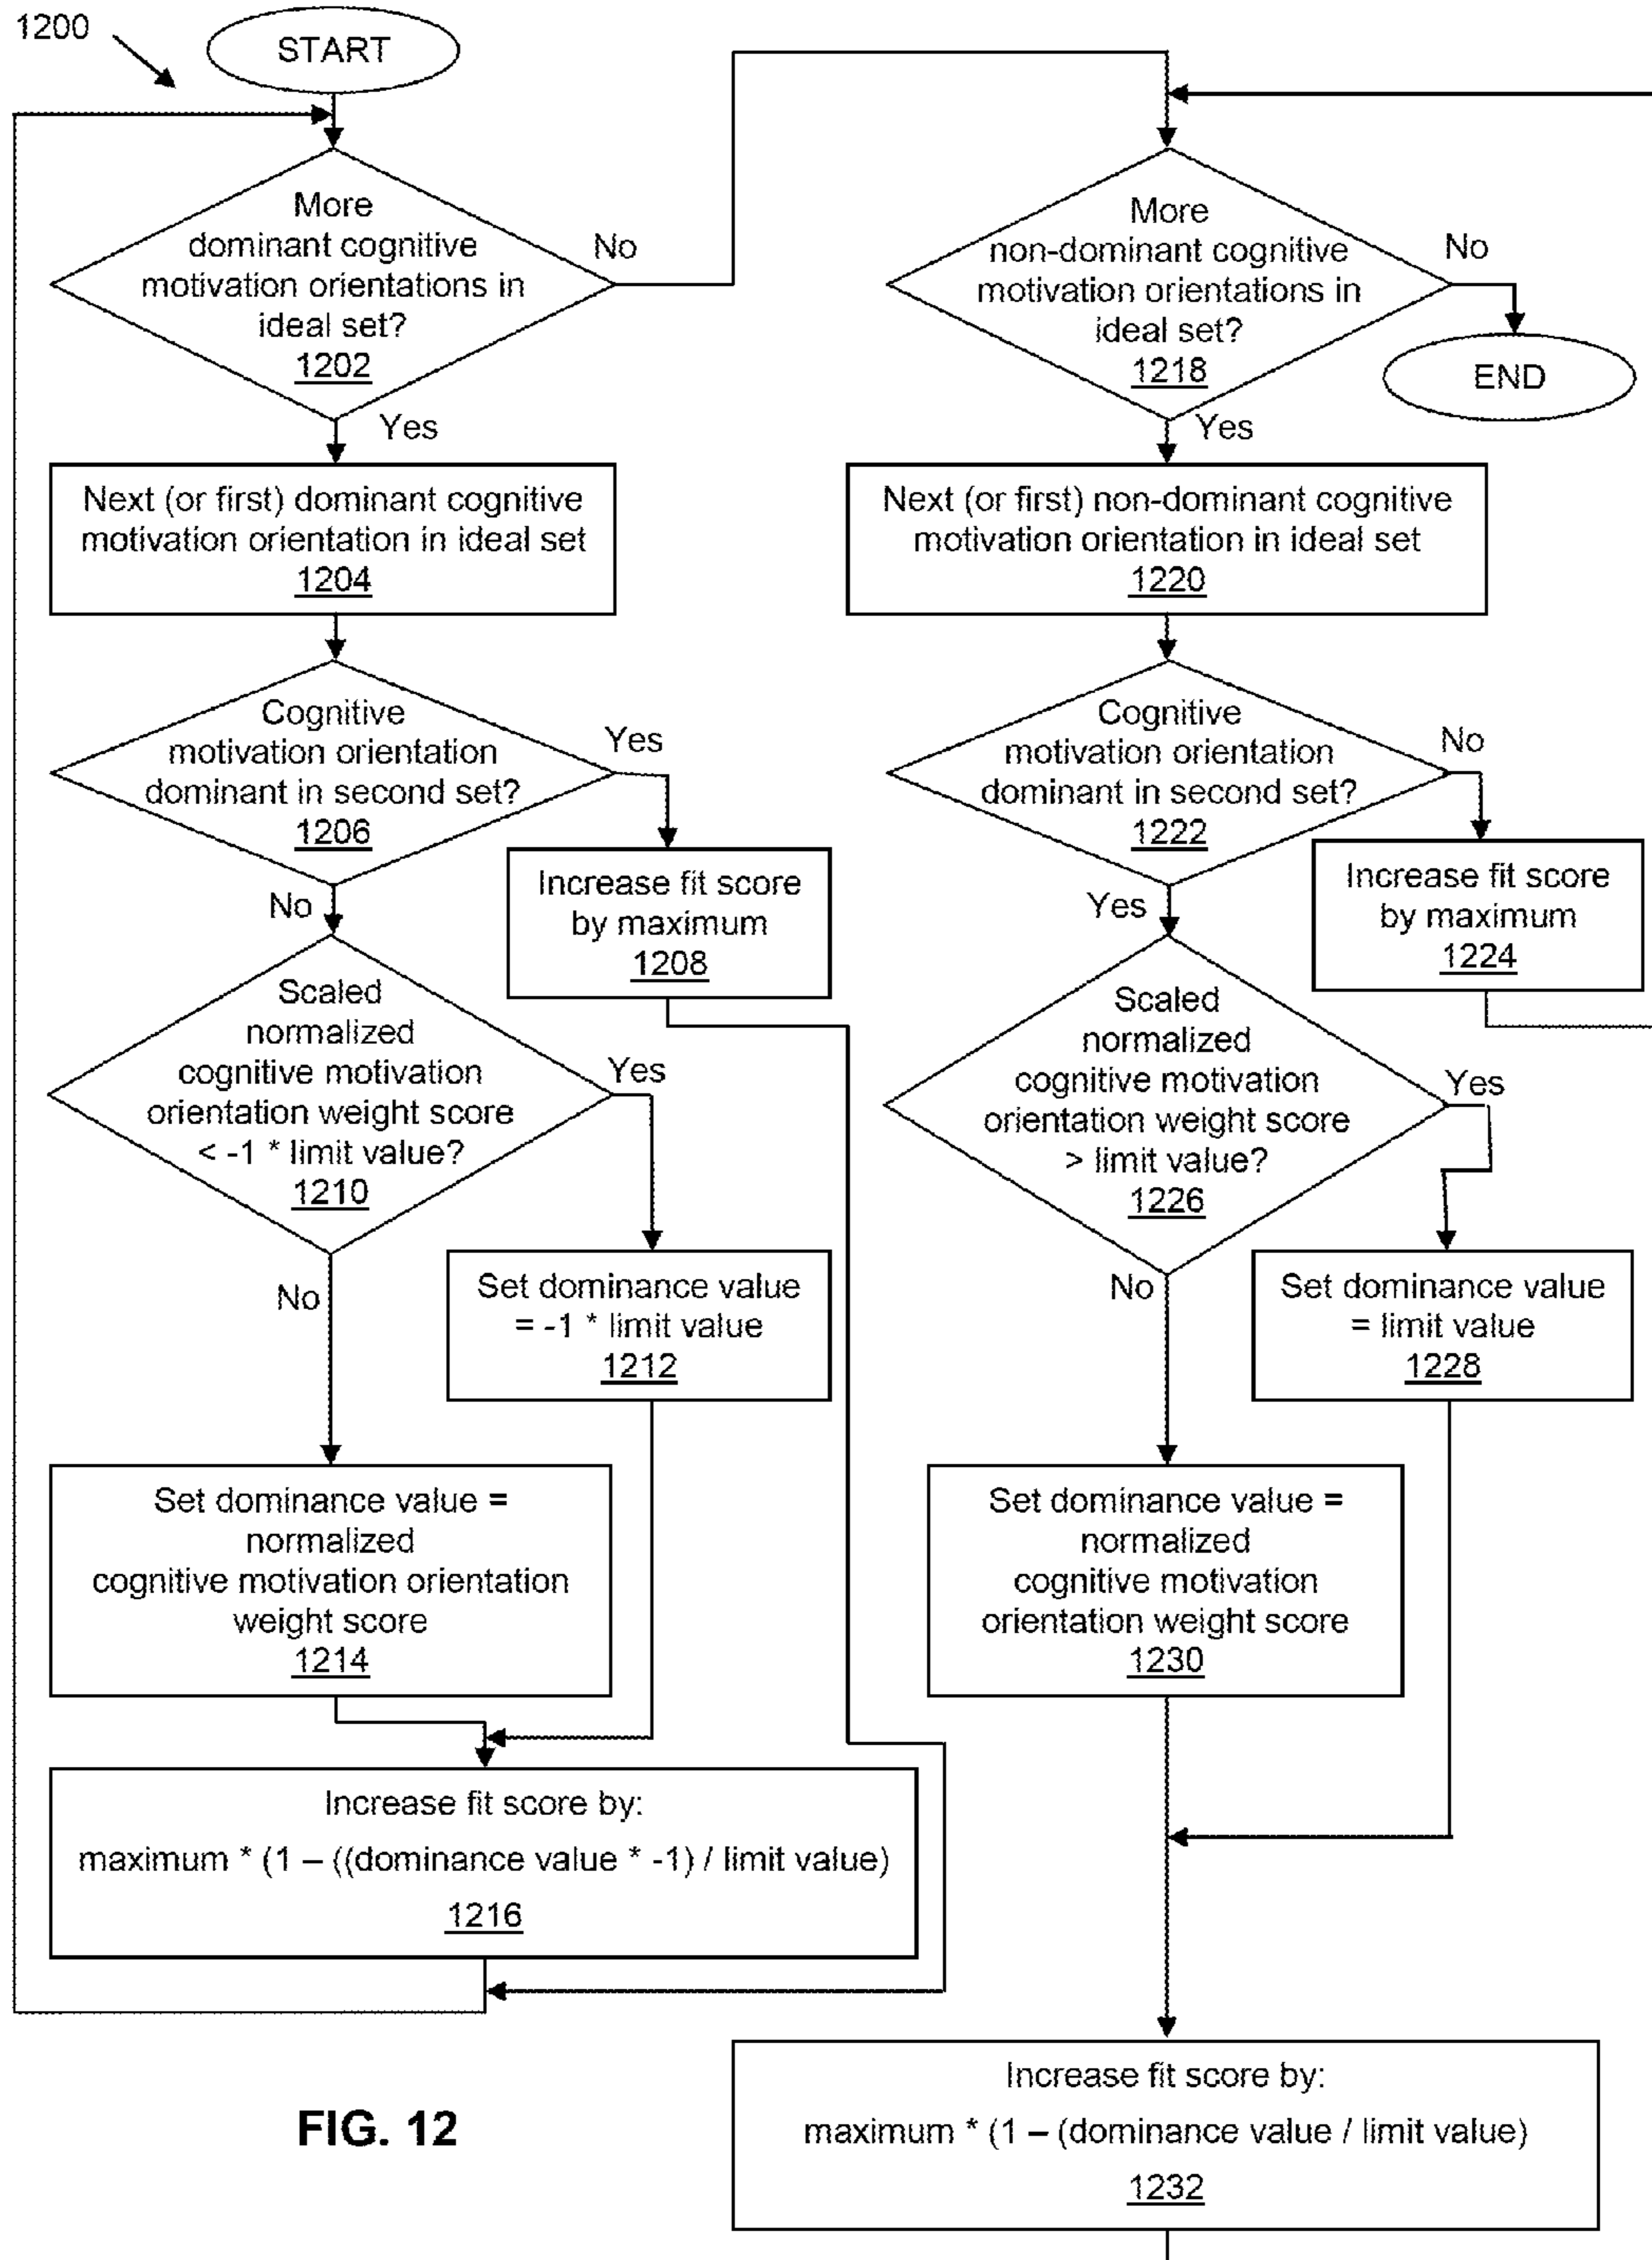 1200
START
More
dominant cognitive
motivation orientations in
ideal set?
1202
No
Yes
Next (or first) dominant cognitive
motivation orientation in ideal set
1204
Cognitive
motivation orientation
dominant in second set?
1206
Yes
No
Increase fit score
by maximum
1208
Scaled
normalized
cognitive motivation
orientation weight score
< -1 * limit value?
1210
Yes
No
Set dominance value
= -1 * limit value
1212
Set dominance value =
normalized
cognitive motivation orientation
weight score
1214
Increase fit score by:
maximum * (1 – ((dominance value * -1) / limit value)
1216
More
non-dominant cognitive
motivation orientations in
ideal set?
1218
No
END
Yes
Next (or first) non-dominant cognitive
motivation orientation in ideal set
1220
Cognitive
motivation orientation
dominant in second set?
1222
No
Yes
Increase fit score
by maximum
1224
Scaled
normalized
cognitive motivation
orientation weight score
> limit value?
1226
Yes
No
Set dominance value
= limit value
1228
Set dominance value =
normalized
cognitive motivation
orientation weight score
1230
Increase fit score by:
maximum * (1 – (dominance value / limit value)
1232
FIG. 12